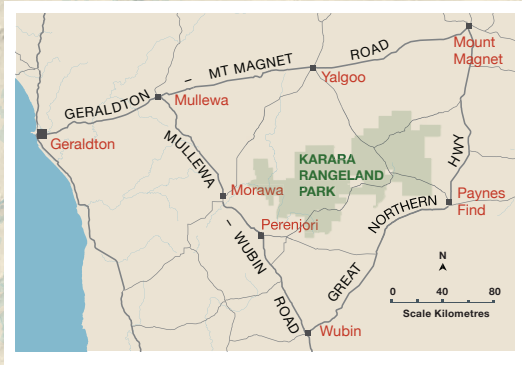 Mount
Magnet
GERALDTON – MT MAGNET ROAD
Yalgoo
Mullewa
Geraldton
MULLEWA – WUBIN ROAD
KARARA
RANGELAND
PARK
GREAT NORTHERN HWY
Morawa
Paynes
Find
Perenjori
N
0 40 80
Scale Kilometres
Wubin